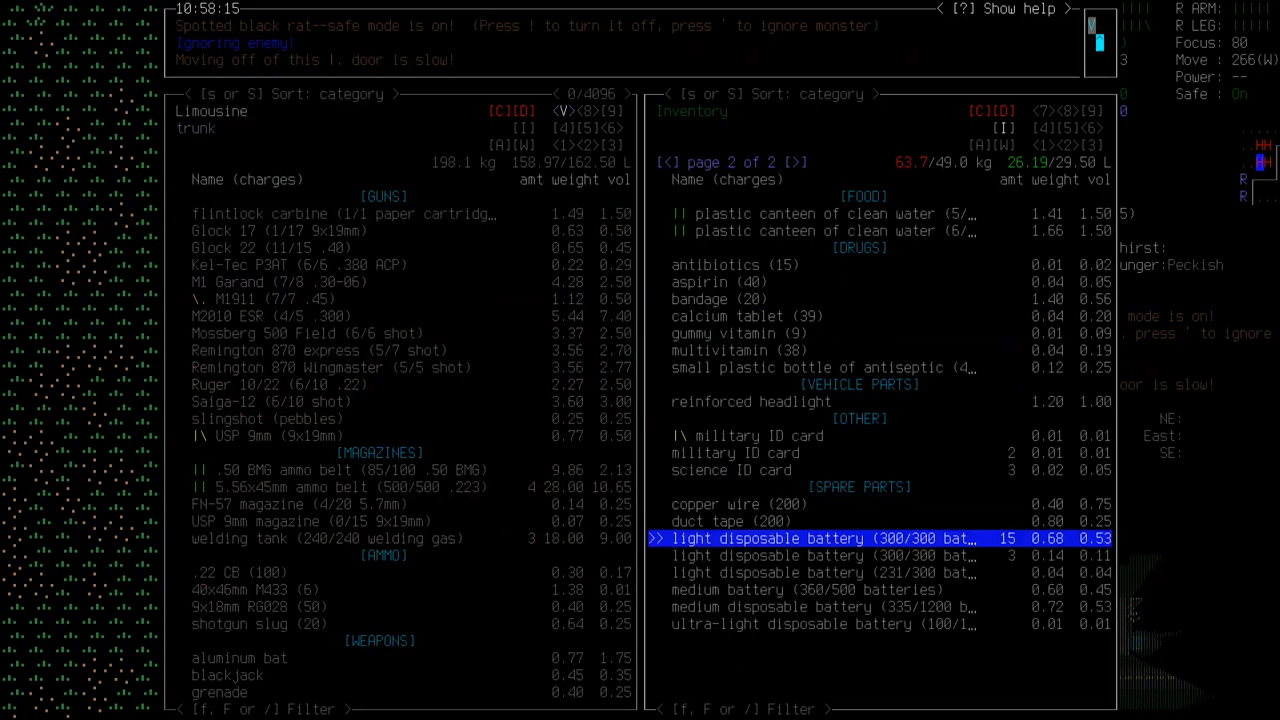 10:58:15
< [?] Show help >
Spotted black rat--safe mode is on! (Press ! to turn it off, press ' to ignore monster)
Ignoring enemy!
Moving off of this l. door is slow!
V
^
R ARM:
R LEG:
Focus: 80
Move : 266(W)
Power: --
Safe : On
< [s or S] Sort: category >
< 0/4096 >
Limousine
[C][D] <V><8>[9]
trunk
[I] [4][5]<6>
[A][W] <1><2>[3]
198.1 kg 158.97/162.50 L
Name (charges) amt weight vol
[GUNS]
flintlock carbine (1/1 paper cartridg… 1.49 1.50
Glock 17 (1/17 9x19mm) 0.63 0.50
Glock 22 (11/15 .40) 0.65 0.45
Kel-Tec P3AT (6/6 .380 ACP) 0.22 0.29
M1 Garand (7/8 .30-06) 4.28 2.50
\. M1911 (7/7 .45) 1.12 0.50
M2010 ESR (4/5 .300) 5.44 7.40
Mossberg 500 Field (6/6 shot) 3.37 2.50
Remington 870 express (5/7 shot) 3.56 2.70
Remington 870 Wingmaster (5/5 shot) 3.56 2.77
Ruger 10/22 (6/10 .22) 2.27 2.50
Saiga-12 (6/10 shot) 3.60 3.00
slingshot (pebbles) 0.25 0.25
|\ USP 9mm (9x19mm) 0.77 0.50
[MAGAZINES]
|| .50 BMG ammo belt (85/100 .50 BMG) 9.86 2.13
|| 5.56x45mm ammo belt (500/500 .223) 4 28.00 10.65
FN-57 magazine (4/20 5.7mm) 0.14 0.25
USP 9mm magazine (0/15 9x19mm) 0.07 0.25
welding tank (240/240 welding gas) 3 18.00 9.00
[AMMO]
.22 CB (100) 0.30 0.17
40x46mm M433 (6) 1.38 0.01
9x18mm RG028 (50) 0.40 0.25
shotgun slug (20) 0.64 0.25
[WEAPONS]
aluminum bat 0.77 1.75
blackjack 0.45 0.35
grenade 0.40 0.25
< [f, F or /] Filter >
< [s or S] Sort: category >
Inventory
[C][D] <7><8>[9]
[I] [4][5]<6>
[A][W] <1><2>[3]
[<] page 2 of 2 [>] 63.7/49.0 kg 26.19/29.50 L
Name (charges) amt weight vol
[FOOD]
|| plastic canteen of clean water (5/… 1.41 1.50
|| plastic canteen of clean water (6/… 1.66 1.50
[DRUGS]
antibiotics (15) 0.01 0.02
aspirin (40) 0.04 0.05
bandage (20) 1.40 0.56
calcium tablet (39) 0.04 0.20
gummy vitamin (9) 0.01 0.09
multivitamin (38) 0.04 0.19
small plastic bottle of antiseptic (4… 0.12 0.25
[VEHICLE PARTS]
reinforced headlight 1.20 1.00
[OTHER]
|\ military ID card 0.01 0.01
military ID card 2 0.01 0.01
science ID card 3 0.02 0.05
[SPARE PARTS]
copper wire (200) 0.40 0.75
duct tape (200) 0.80 0.25
>> light disposable battery (300/300 bat… 15 0.68 0.53
light disposable battery (300/300 bat… 3 0.14 0.11
light disposable battery (231/300 bat… 0.04 0.04
medium battery (360/500 batteries) 0.60 0.45
medium disposable battery (335/1200 b… 0.72 0.53
ultra-light disposable battery (100/1… 0.01 0.01
< [f, F or /] Filter >
3
0
HH
HH
R
R
5)
hirst:
unger:Peckish
mode is on!
, press ' to ignore
oor is slow!
NE:
East:
SE: